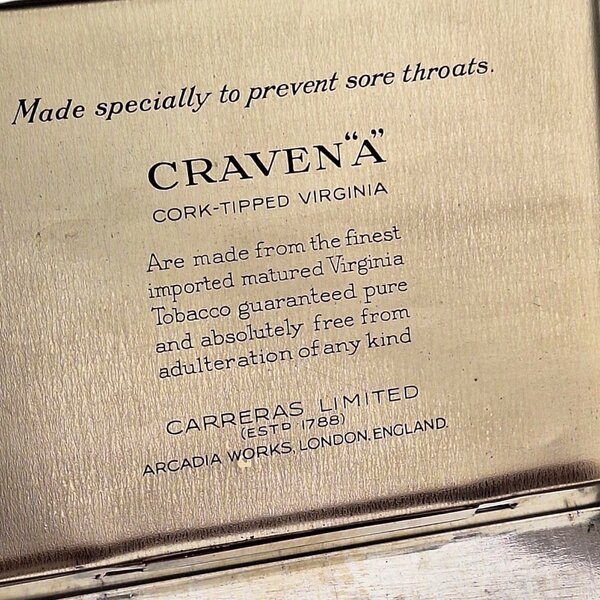 Made specially to prevent sore throats.
CRAVEN "A"
CORK-TIPPED VIRGINIA
Are made from the finest
imported matured Virginia
Tobacco guaranteed pure
and absolutely free from
adulteration of any kind
CARRERAS LIMITED
(ESTD 1788)
ARCADIA WORKS, LONDON, ENGLAND.